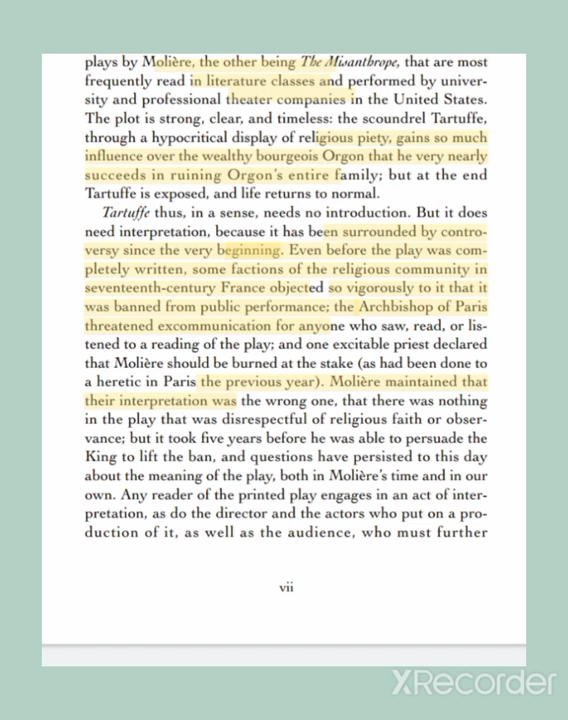 plays by Molière, the other being The Misanthrope, that are most
frequently read in literature classes and performed by univer-
sity and professional theater companies in the United States.
The plot is strong, clear, and timeless: the scoundrel Tartuffe,
through a hypocritical display of religious piety, gains so much
influence over the wealthy bourgeois Orgon that he very nearly
succeeds in ruining Orgon's entire family; but at the end
Tartuffe is exposed, and life returns to normal.
Tartuffe thus, in a sense, needs no introduction. But it does
need interpretation, because it has been surrounded by contro-
versy since the very beginning. Even before the play was com-
pletely written, some factions of the religious community in
seventeenth-century France objected so vigorously to it that it
was banned from public performance; the Archbishop of Paris
threatened excommunication for anyone who saw, read, or lis-
tened to a reading of the play; and one excitable priest declared
that Molière should be burned at the stake (as had been done to
a heretic in Paris the previous year). Molière maintained that
their interpretation was the wrong one, that there was nothing
in the play that was disrespectful of religious faith or obser-
vance; but it took five years before he was able to persuade the
King to lift the ban, and questions have persisted to this day
about the meaning of the play, both in Molière's time and in our
own. Any reader of the printed play engages in an act of inter-
pretation, as do the director and the actors who put on a pro-
duction of it, as well as the audience, who must further
vii
XRecorder